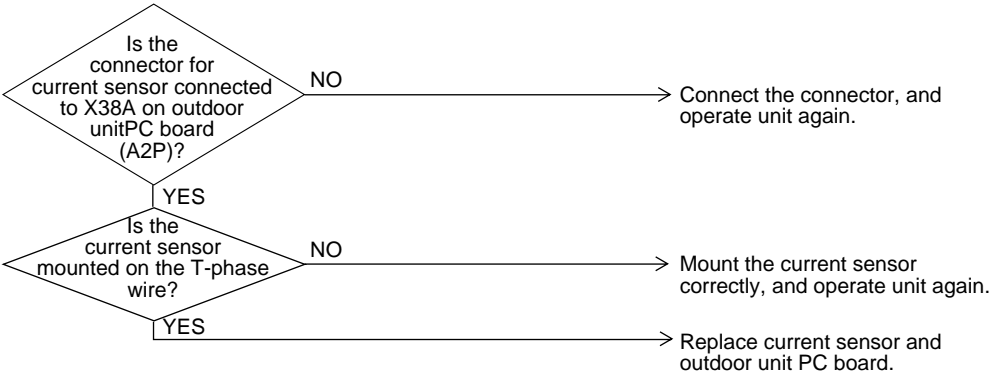 Is the
connector for
current sensor connected
to X38A on outdoor
unitPC board
(A2P)?
NO
Connect the connector, and
operate unit again.
YES
Is the
current sensor
mounted on the T-phase
wire?
NO
Mount the current sensor
correctly, and operate unit again.
YES
Replace current sensor and
outdoor unit PC board.